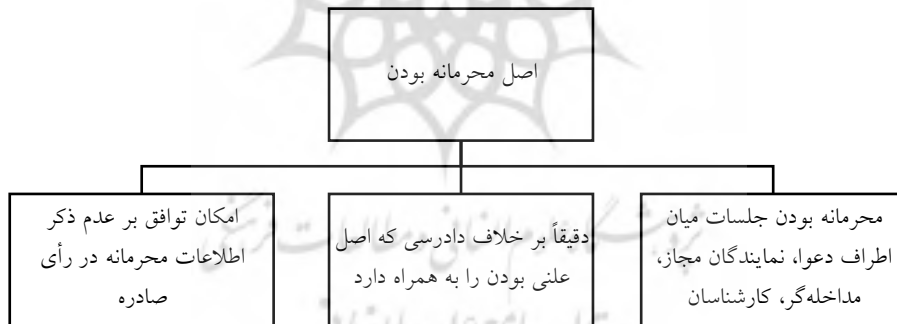 اصل محرمانه بودن
محرمانه بودن جلسات میان
اطراف دعوا، نمایندگان مجاز،
مداخله‌گر، کارشناسان
دقیقاً بر خلاف دادرسی که اصل
علنی بودن را به همراه دارد
امکان توافق بر عدم ذکر
اطلاعات محرمانه در رأی
صادره